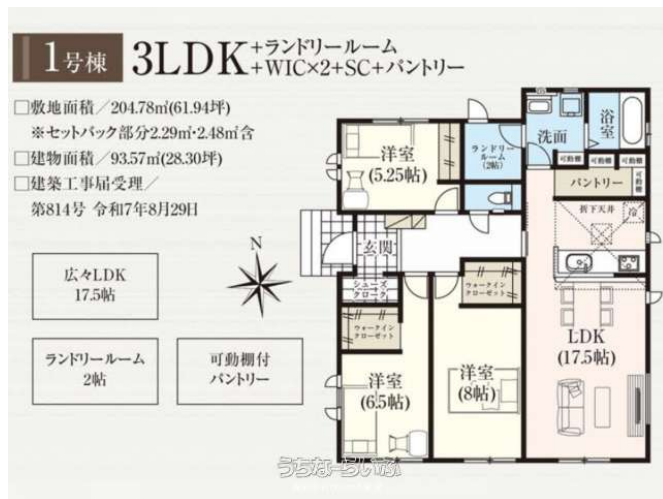 1号棟
3LDK
+ランドリールーム
+WIC×2+SC+パントリー
□敷地面積／204.78㎡(61.94坪)
※セットバック部分2.29㎡・2.48㎡含
□建物面積／93.57㎡(28.30坪)
□建築工事届受理／
第814号 令和7年8月29日
広々LDK
17.5帖
ランドリールーム
2帖
可動棚付
パントリー
N
洋室
(5.25帖)
ランドリー
ルーム
(2帖)
洗面
浴室
可動棚
可動棚
可動棚
可動棚
パントリー
折下天井
冷
玄関
シューズ
クローク
ウォークイン
クローゼット
ウォークイン
クローゼット
洋室
(6.5帖)
洋室
(8帖)
LDK
(17.5帖)
うちなーらいふ